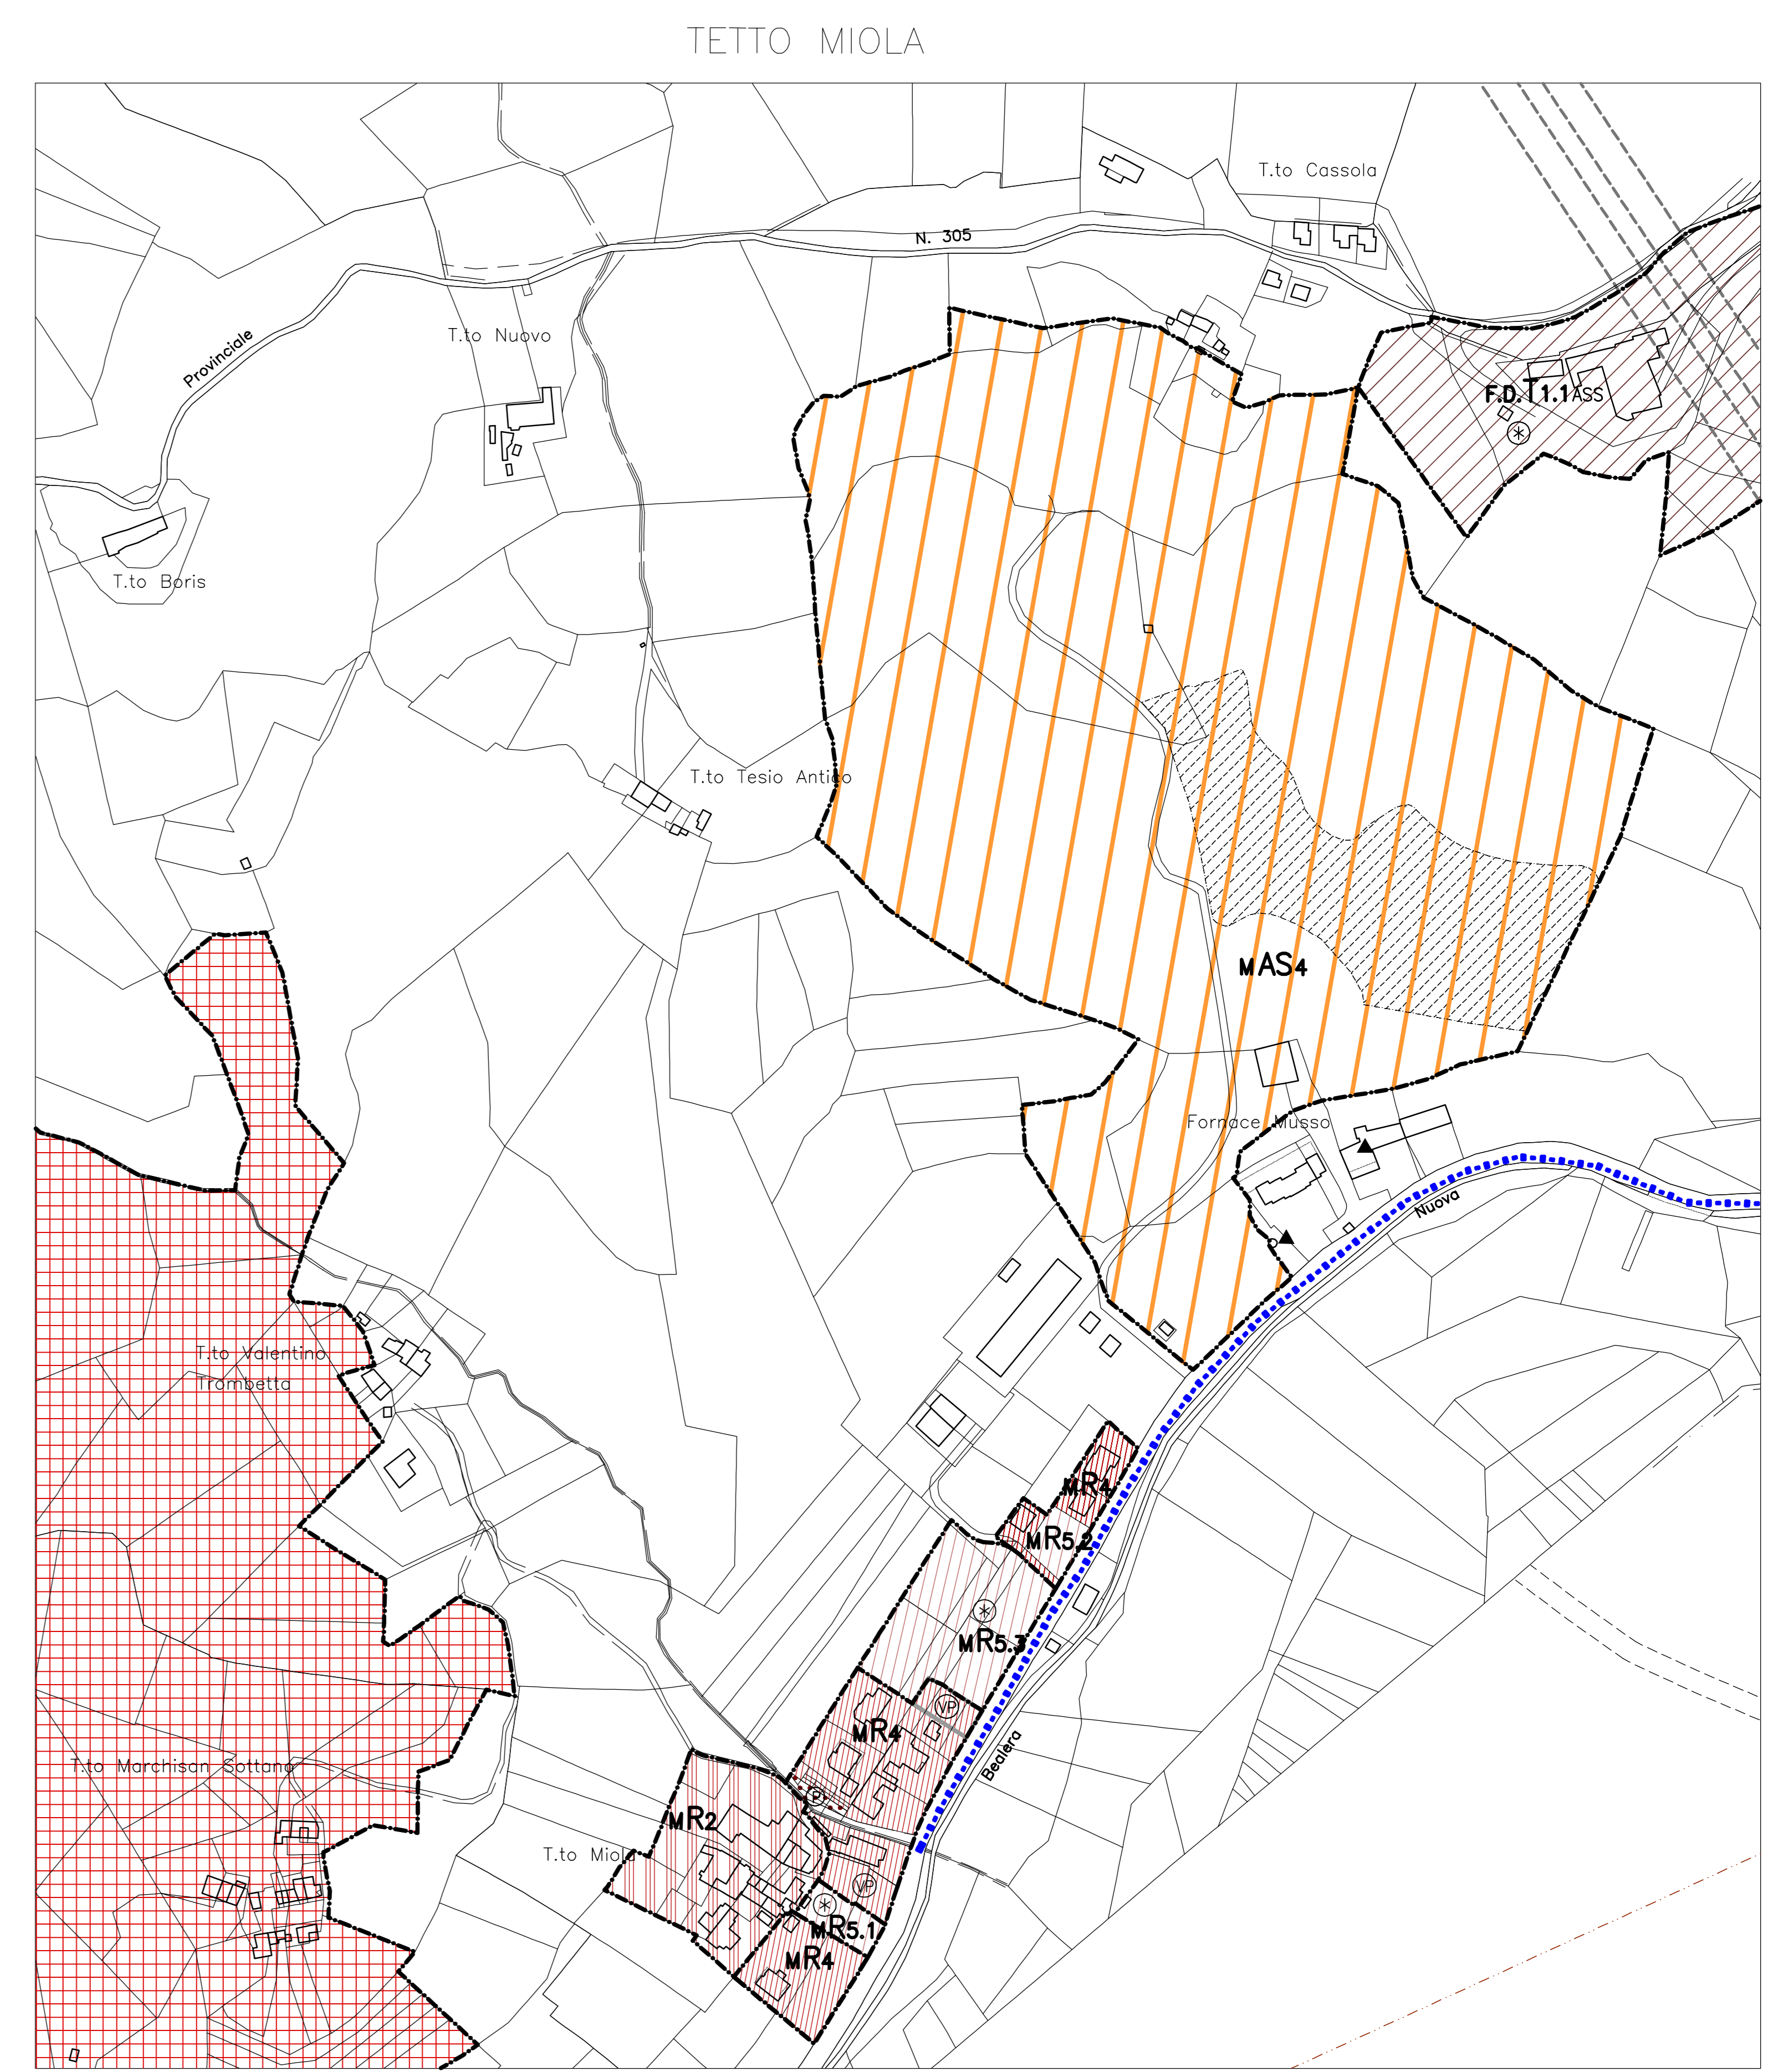 TETTO MIOLA
T.to Cassola
N. 305
T.to Nuovo
Provinciale
F.D.T1.1ASS
T.to Boris
T.to Tesio Antico
MAS4
Fornace Musso
Nuova
T.to Valentino
Trombetta
MR4
MR5.2
MR5.3
VP
MR4
Bealera
T.to Marchisan Sottana
P
MR2
T.to Miola
VP
MR5.1
MR4